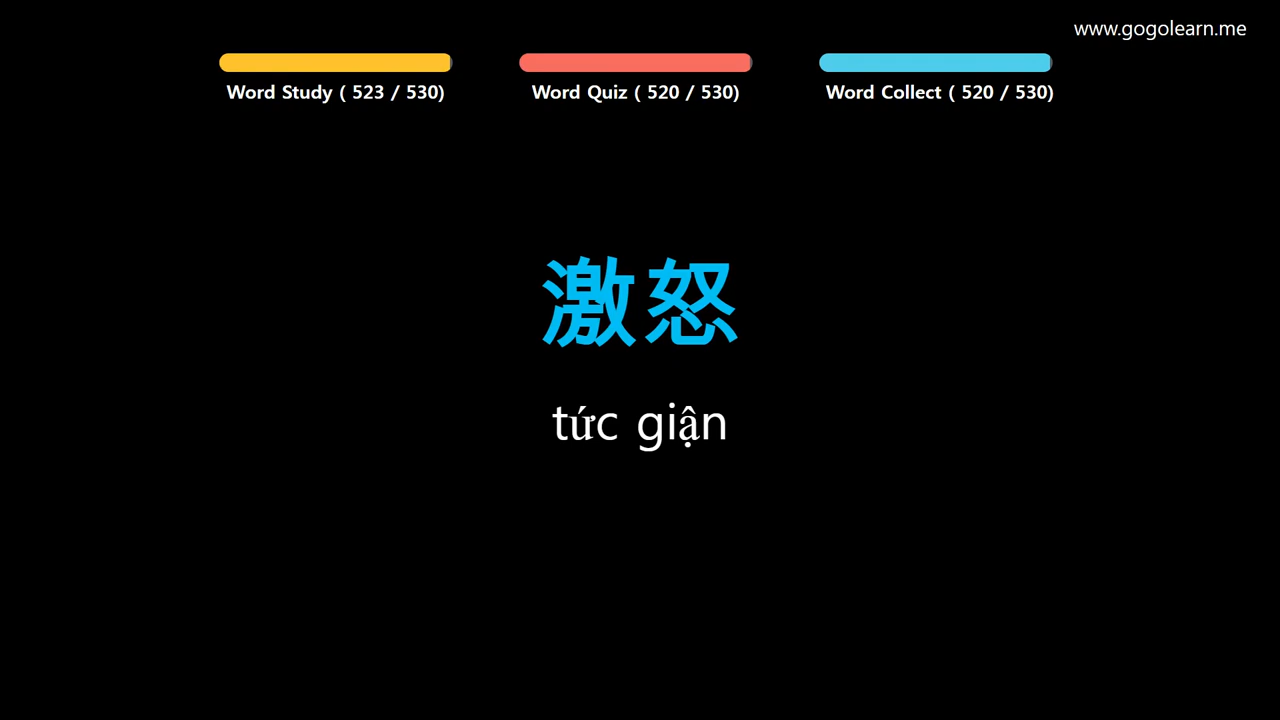 www.gogolearn.me
Word Study ( 523 / 530)
Word Quiz ( 520 / 530)
Word Collect ( 520 / 530)
激怒
tức giận